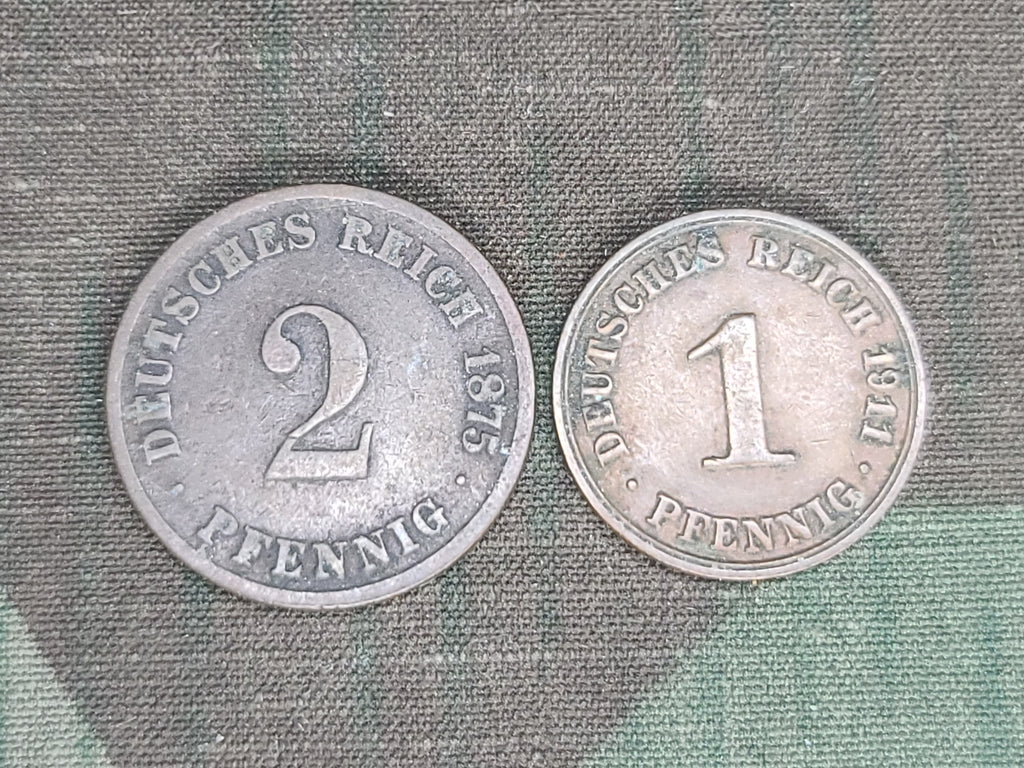 DEUTSCHES REICH 1875
2
· PFENNIG ·
DEUTSCHES REICH 1911
1
· PFENNIG ·